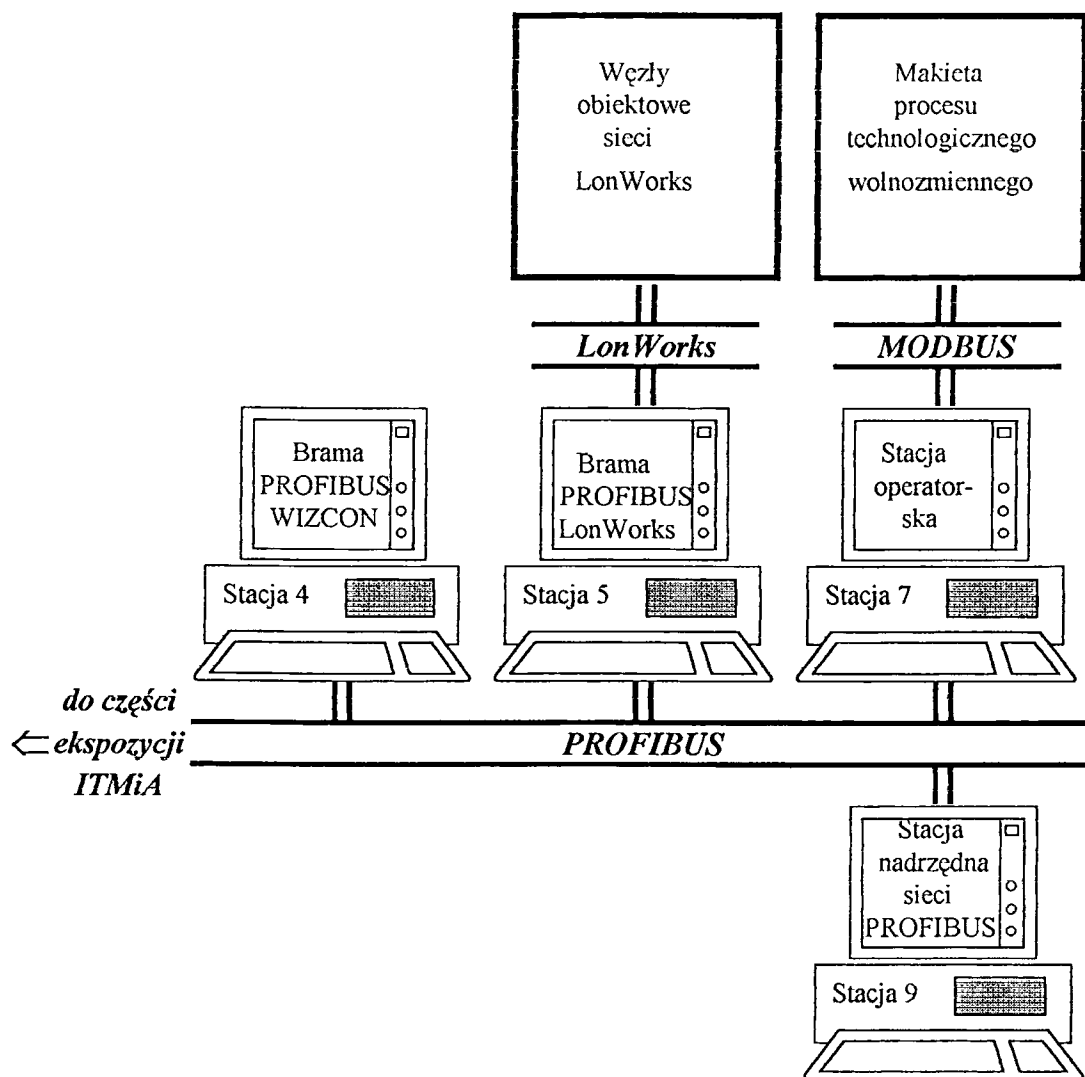 Węzły
obiektowe
sieci
LonWorks
Makieta
procesu
technologicznego
wolnozmiennego
LonWorks
MODBUS
Brama
PROFIBUS
WIZCON
Brama
PROFIBUS
LonWorks
Stacja
operator-
ska
Stacja 4
Stacja 5
Stacja 7
do części
ekspozycji
ITMiA
PROFIBUS
Stacja
nadrzędna
sieci
PROFIBUS
Stacja 9